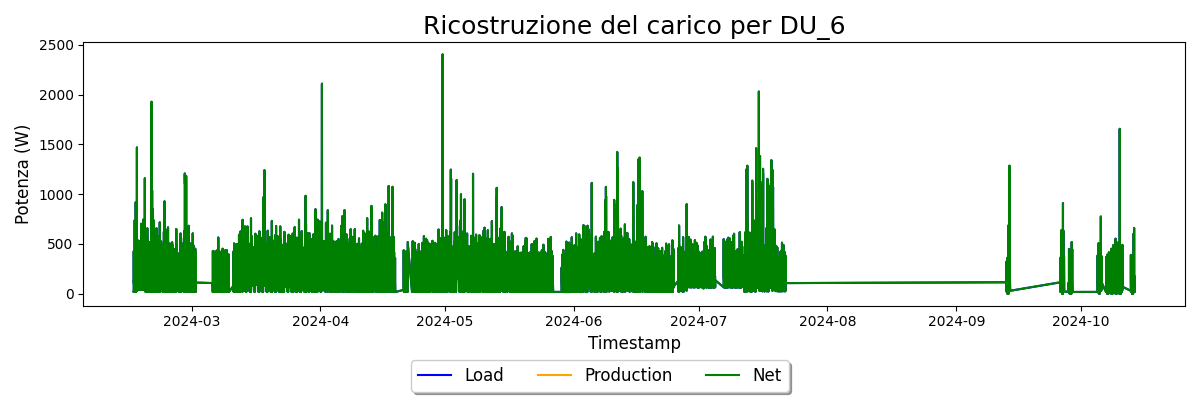 Ricostruzione del carico per DU_6
Potenza (W)
2500
2000
1500
1000
500
0
2024-03 2024-04 2024-05 2024-06 2024-07 2024-08 2024-09 2024-10
Timestamp
Load Production Net